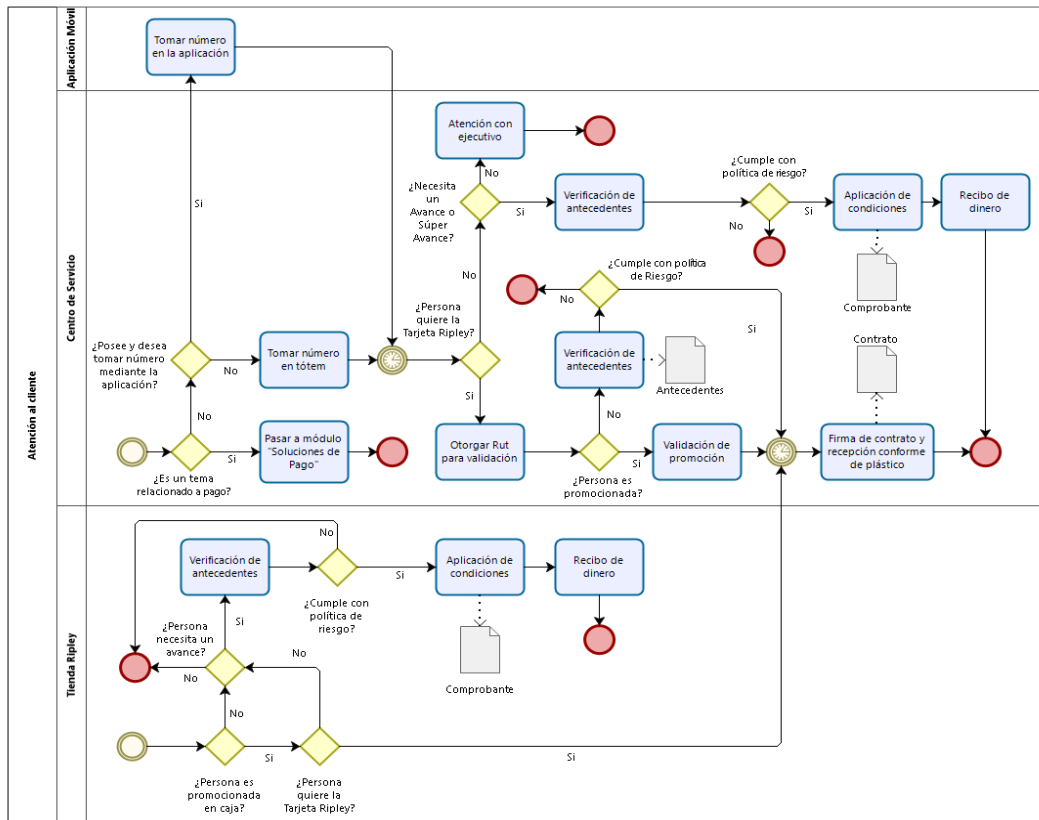 Atención al cliente
Aplicación Móvil
Tomar número
en la aplicación
Centro de Servicio
Atención con
ejecutivo
¿Necesita
un
Avance o
Súper
Avance?
No
Si
Verificación de
antecedentes
¿Cumple con
política de riesgo?
Si
No
Aplicación de
condiciones
Recibo de
dinero
Comprobante
Si
¿Posee y desea
tomar número
mediante la
aplicación?
No
Tomar número
en tótem
¿Persona
quiere la
Tarjeta Ripley?
No
Si
¿Cumple con política
de Riesgo?
No
Si
Verificación de
antecedentes
Antecedentes
Contrato
No
No
Pasar a módulo
"Soluciones de
Pago"
Si
¿Es un tema
relacionado a pago?
Otorgar Rut
para validación
Si
¿Persona es
promocionada?
Validación de
promoción
Firma de contrato y
recepción conforme
de plástico
Tienda Ripley
No
Verificación de
antecedentes
Si
¿Cumple con
política de
riesgo?
Aplicación de
condiciones
Recibo de
dinero
Comprobante
¿Persona
necesita un
avance?
Si
No
No
No
Si
Si
¿Persona es
promocionada
en caja?
¿Persona
quiere la
Tarjeta Ripley?